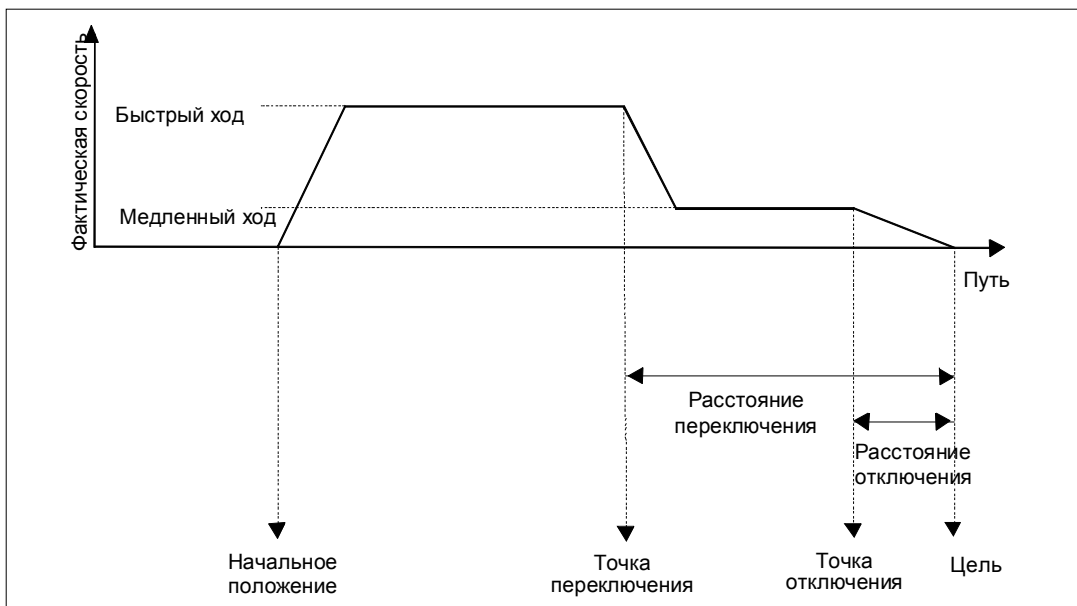 Фактическая скорость
Быстрый ход
Медленный ход
Путь
Расстояние
переключения
Расстояние
отключения
Начальное
положение
Точка
переключения
Точка
отключения
Цель